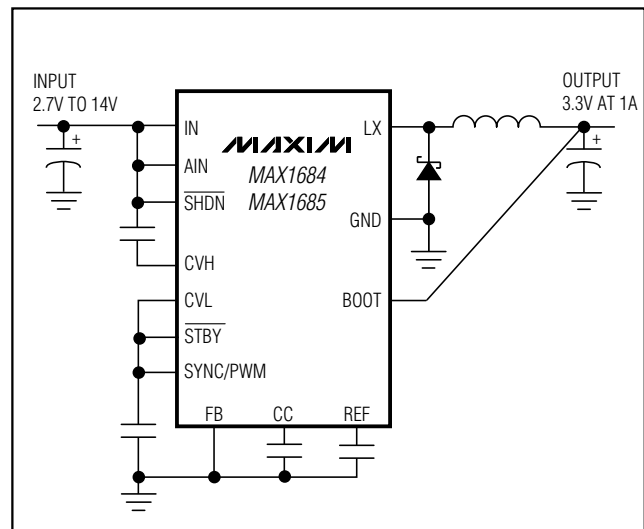 INPUT
2.7V TO 14V
OUTPUT
3.3V AT 1A
+
+
IN
LX
MAXIM
AIN
MAX1684
SHDN
MAX1685
GND
CVH
CVL
BOOT
STBY
SYNC/PWM
FB
CC
REF